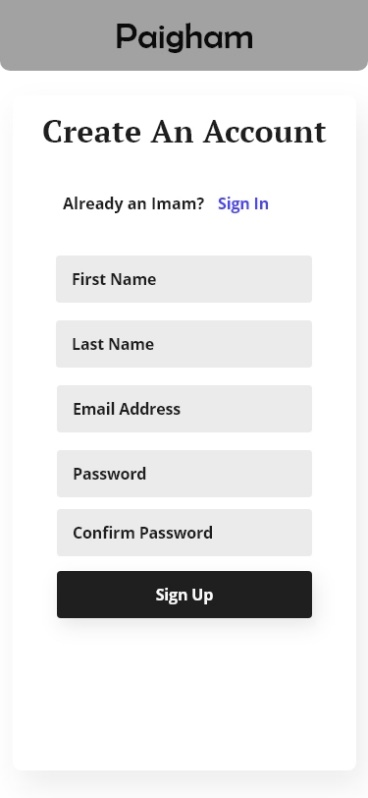 Paigham
Create An Account
Already an Imam? Sign In
First Name
Last Name
Email Address
Password
Confirm Password
Sign Up